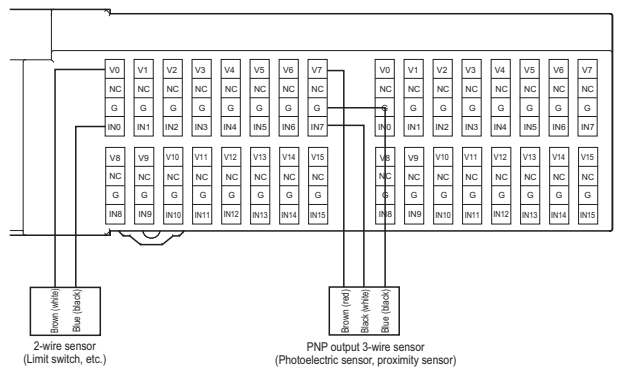 V0 V1 V2 V3 V4 V5 V6 V7 V0 V1 V2 V3 V4 V5 V6 V7
NC NC NC NC NC NC NC NC NC NC NC NC NC NC NC NC
G G G G G G G G G G G G G G G G
IN0 IN1 IN2 IN3 IN4 IN5 IN6 IN7 IN0 IN1 IN2 IN3 IN4 IN5 IN6 IN7
V8 V9 V10 V11 V12 V13 V14 V15 V8 V9 V10 V11 V12 V13 V14 V15
NC NC NC NC NC NC NC NC NC NC NC NC NC NC NC NC
G G G G G G G G G G G G G G G G
IN8 IN9 IN10 IN11 IN12 IN13 IN14 IN15 IN8 IN9 IN10 IN11 IN12 IN13 IN14 IN15
Brown (white)
Blue (black)
Brown (red)
Black (white)
Blue (black)
2-wire sensor
(Limit switch, etc.)
PNP output 3-wire sensor
(Photoelectric sensor, proximity sensor)